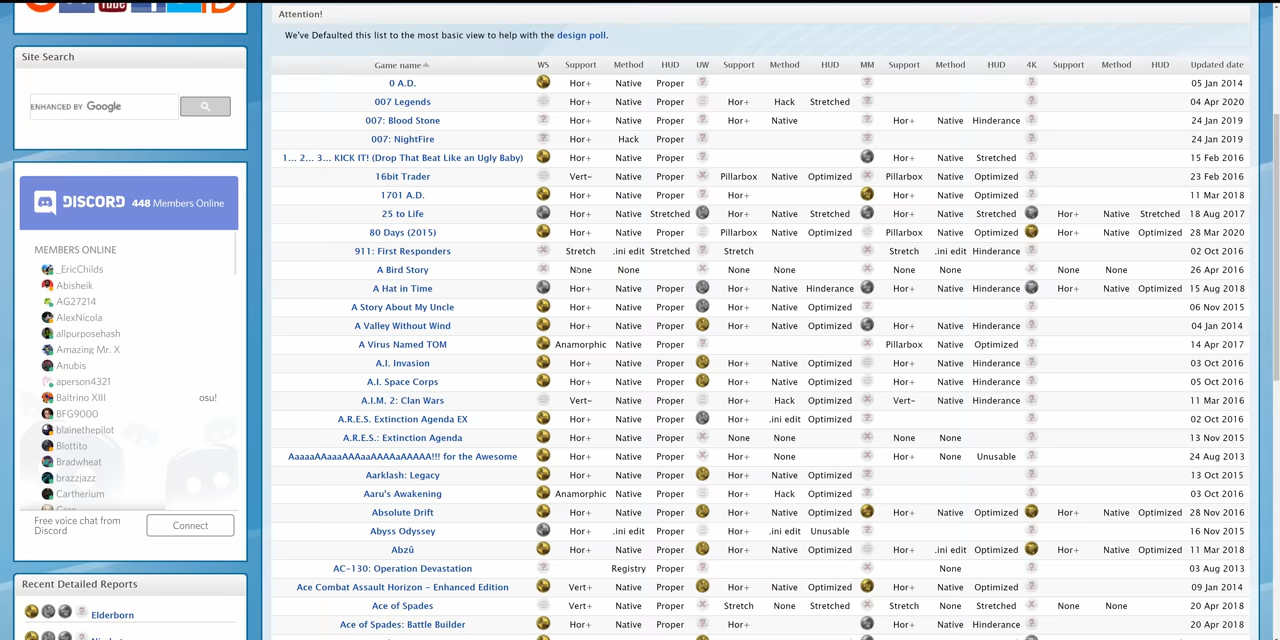 You Tube
Site Search
ENHANCED BY Google
DISCORD 448 Members Online
MEMBERS ONLINE
_EricChilds
Abisheik
AG27214
AlexNicola
allpurposehash
Amazing Mr. X
Anubis
aperson4321
Baltrino XIII osu!
BFG9000
blainethepilot
Blottito
Bradwheat
brazzjazz
Cartherium
Free voice chat from
Discord
Connect
Recent Detailed Reports
Elderborn
Attention!
We've Defaulted this list to the most basic view to help with the design poll.
Game name WS Support Method HUD UW Support Method HUD MM Support Method HUD 4K Support Method HUD Updated date
0 A.D. Hor+ Native Proper 05 Jan 2014
007 Legends Hor+ Native Proper Hor+ Hack Stretched 04 Apr 2020
007: Blood Stone Hor+ Native Proper Hor+ Native Hor+ Native Hinderance 24 Jan 2019
007: NightFire Hor+ Hack Proper 24 Jan 2019
1... 2... 3... KICK IT! (Drop That Beat Like an Ugly Baby) Hor+ Native Proper Hor+ Native Stretched 15 Feb 2016
16bit Trader Vert- Native Proper Pillarbox Native Optimized Pillarbox Native Optimized 23 Feb 2016
1701 A.D. Hor+ Native Proper Hor+ Hor+ Native Optimized 11 Mar 2018
25 to Life Hor+ Native Stretched Hor+ Native Stretched Hor+ Native Stretched Hor+ Native Stretched 18 Aug 2017
80 Days (2015) Hor+ Native Proper Pillarbox Native Optimized Pillarbox Native Optimized Hor+ Native Optimized 28 Mar 2020
911: First Responders Stretch .ini edit Stretched Stretch Stretch .ini edit Hinderance 02 Oct 2016
A Bird Story None None None None None None None None 26 Apr 2016
A Hat in Time Hor+ Native Proper Hor+ Native Hinderance Hor+ Native Hinderance Hor+ Native Optimized 15 Aug 2018
A Story About My Uncle Hor+ Native Proper Hor+ Native Optimized 06 Nov 2015
A Valley Without Wind Hor+ Native Proper Hor+ Native Optimized Hor+ Native Hinderance 04 Jan 2014
A Virus Named TOM Anamorphic Native Proper Pillarbox Native Optimized 14 Apr 2017
A.I. Invasion Hor+ Native Proper Hor+ Native Optimized Hor+ Native Hinderance 03 Oct 2016
A.I. Space Corps Hor+ Native Proper Hor+ Native Optimized Hor+ Native Hinderance 05 Oct 2016
A.I.M. 2: Clan Wars Vert- Native Proper Hor+ Hack Optimized Vert- Native Hinderance 11 Mar 2016
A.R.E.S. Extinction Agenda EX Hor+ Native Proper Hor+ .ini edit Optimized 02 Oct 2016
A.R.E.S.: Extinction Agenda Hor+ Native Proper None None None None 13 Nov 2015
AaaaaAAaaaAAAaaAAAAaAAAAA!!! for the Awesome Hor+ Native Proper Hor+ None Hor+ None Unusable 24 Aug 2013
Aarklash: Legacy Hor+ Native Proper Hor+ Native Optimized 13 Oct 2015
Aaru's Awakening Anamorphic Native Proper Hor+ Hack Optimized 03 Oct 2016
Absolute Drift Hor+ Native Proper Hor+ Native Optimized Hor+ Native Optimized Hor+ Native Optimized 28 Nov 2016
Abyss Odyssey Hor+ .ini edit Proper Hor+ .ini edit Unusable 16 Nov 2015
Abzû Hor+ Native Proper Hor+ Native Optimized Hor+ .ini edit Optimized Hor+ Native Optimized 11 Mar 2018
AC-130: Operation Devastation Registry Proper None 03 Aug 2013
Ace Combat Assault Horizon – Enhanced Edition Vert+ Native Proper Hor+ Native Optimized Hor+ Native Optimized 09 Jan 2014
Ace of Spades Vert+ Native Proper Stretch None Stretched Stretch None Stretched None None 20 Apr 2018
Ace of Spades: Battle Builder Hor+ Native Proper Hor+ Native Optimized Hor+ Native Hinderance 20 Apr 2018